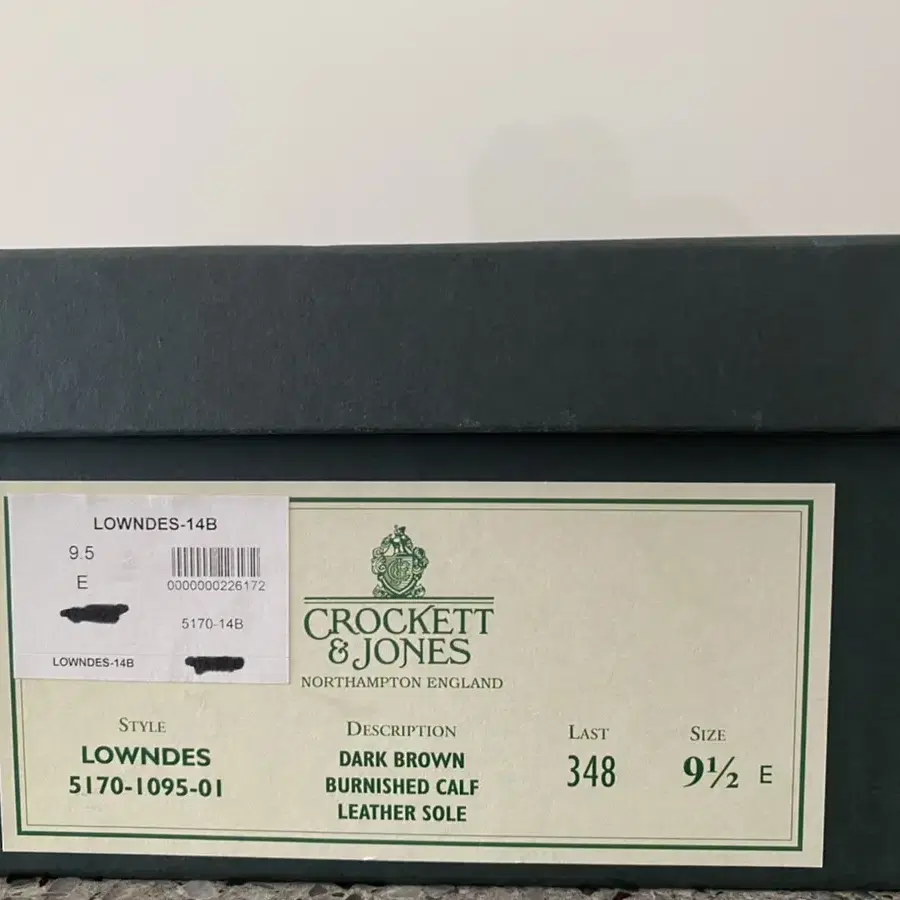 LOWNDES-14B
9.5
E
0000000226172
5170-14B
LOWNDES-14B
CROCKETT
& JONES
NORTHAMPTON ENGLAND
STYLE
LOWNDES
5170-1095-01
DESCRIPTION
DARK BROWN
BURNISHED CALF
LEATHER SOLE
LAST
348
SIZE
9½ E